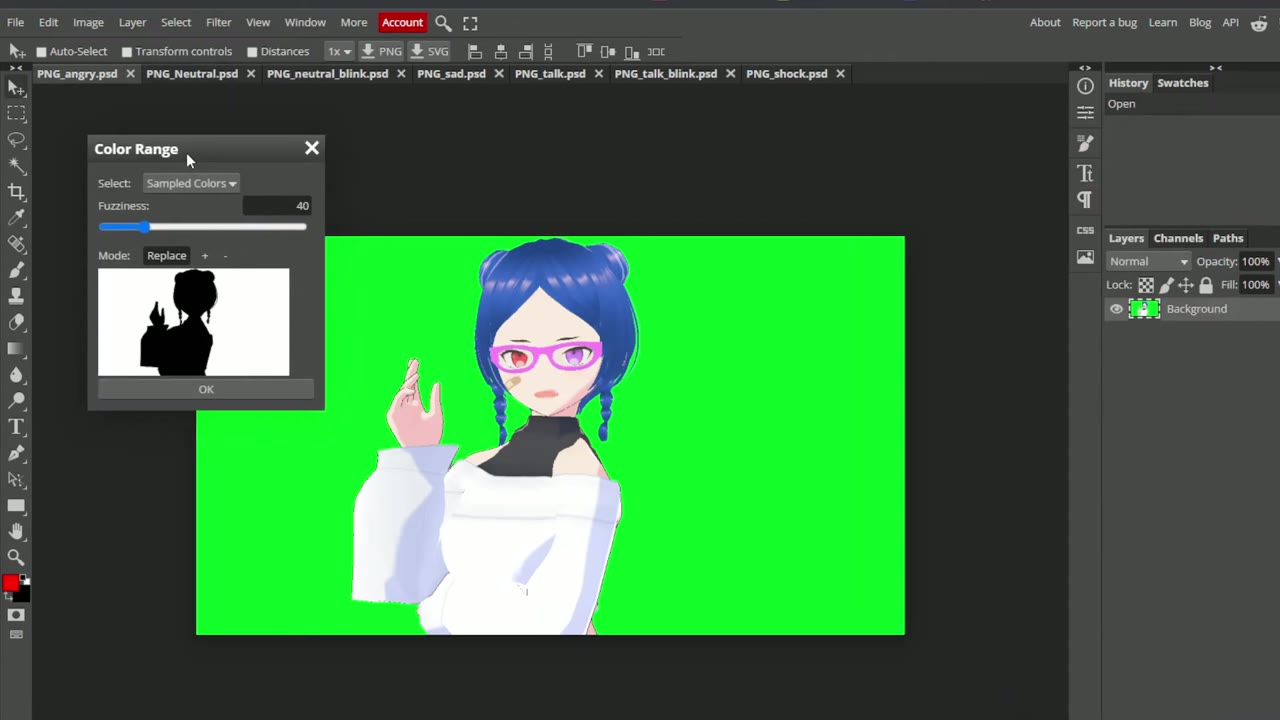 File Edit Image Layer Select Filter View Window More Account About Report a bug Learn Blog API
Auto-Select Transform controls Distances 1x PNG SVG
PNG_angry.psd PNG_Neutral.psd PNG_neutral_blink.psd PNG_sad.psd PNG_talk.psd PNG_talk_blink.psd PNG_shock.psd
History Swatches
Open
Color Range
Select: Sampled Colors
Fuzziness: 40
Mode: Replace + -
OK
CSS
Layers Channels Paths
Normal Opacity: 100%
Lock: Fill: 100%
Background